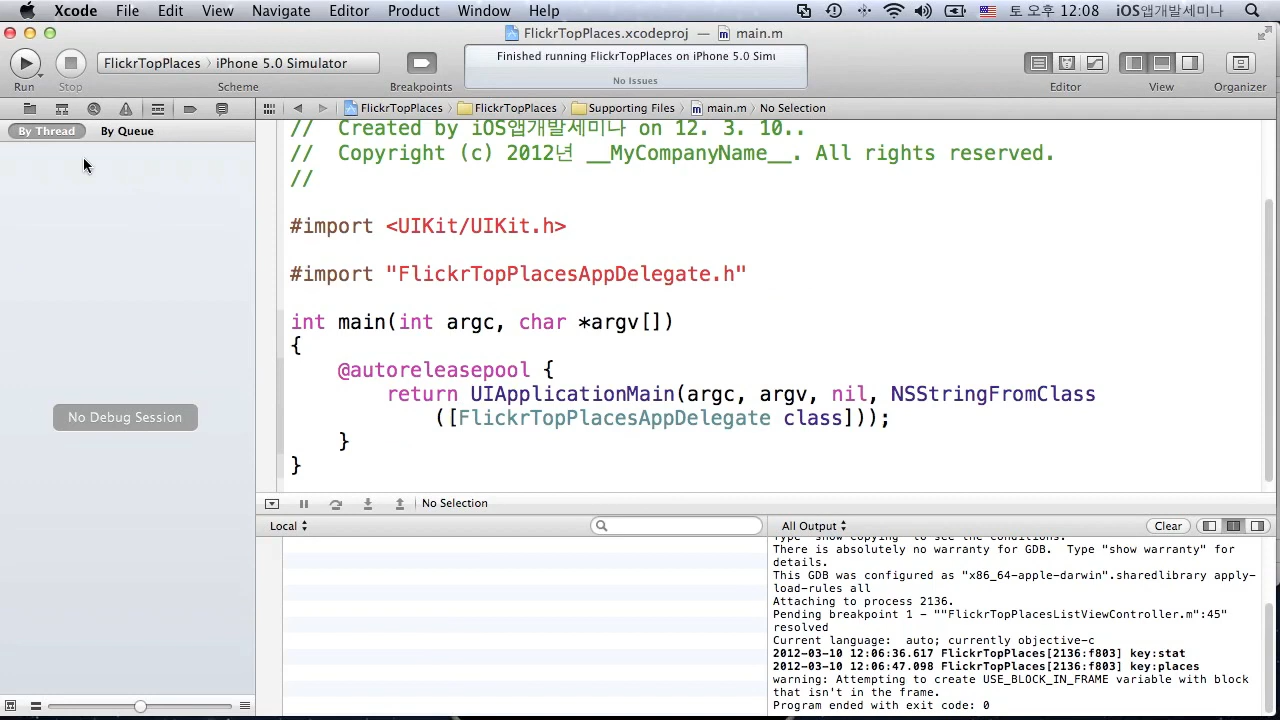 Xcode File Edit View Navigate Editor Product Window Help 토 오후 12:08 iOS앱개발세미나
FlickrTopPlaces.xcodeproj — main.m
FlickrTopPlaces 〉 iPhone 5.0 Simulator
Finished running FlickrTopPlaces on iPhone 5.0 Simu
No Issues
Run Stop Scheme Breakpoints Editor View Organizer
FlickrTopPlaces 〉 FlickrTopPlaces 〉 Supporting Files 〉 main.m 〉 No Selection
By Thread By Queue
// Created by iOS앱개발세미나 on 12. 3. 10..
// Copyright (c) 2012년 __MyCompanyName__. All rights reserved.
//
#import <UIKit/UIKit.h>
#import "FlickrTopPlacesAppDelegate.h"
int main(int argc, char *argv[])
{
@autoreleasepool {
return UIApplicationMain(argc, argv, nil, NSStringFromClass
([FlickrTopPlacesAppDelegate class]));
}
}
No Debug Session
No Selection
Local All Output Clear
Type "show copying" to see the conditions.
There is absolutely no warranty for GDB.  Type "show warranty" for
details.
This GDB was configured as "x86_64-apple-darwin".sharedlibrary apply-
load-rules all
Attaching to process 2136.
Pending breakpoint 1 - ""FlickrTopPlacesListViewController.m":45"
resolved
Current language:  auto; currently objective-c
2012-03-10 12:06:36.617 FlickrTopPlaces[2136:f803] key:stat
2012-03-10 12:06:47.098 FlickrTopPlaces[2136:f803] key:places
warning: Attempting to create USE_BLOCK_IN_FRAME variable with block
that isn't in the frame.
Program ended with exit code: 0